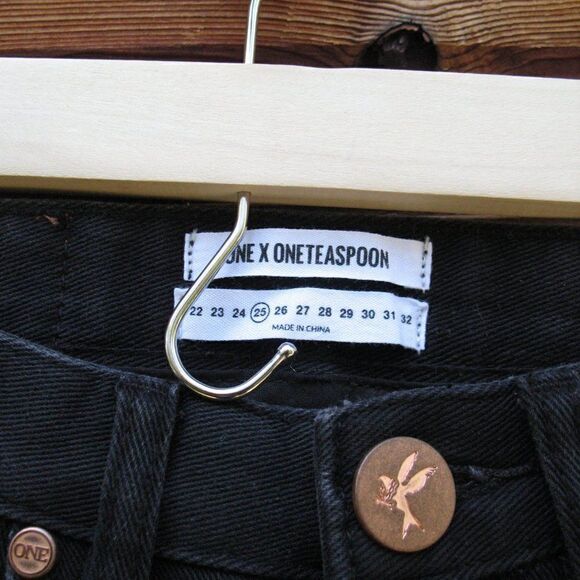 ONE X ONETEASPOON
22 23 24 25 26 27 28 29 30 31 32
MADE IN CHINA
ONE